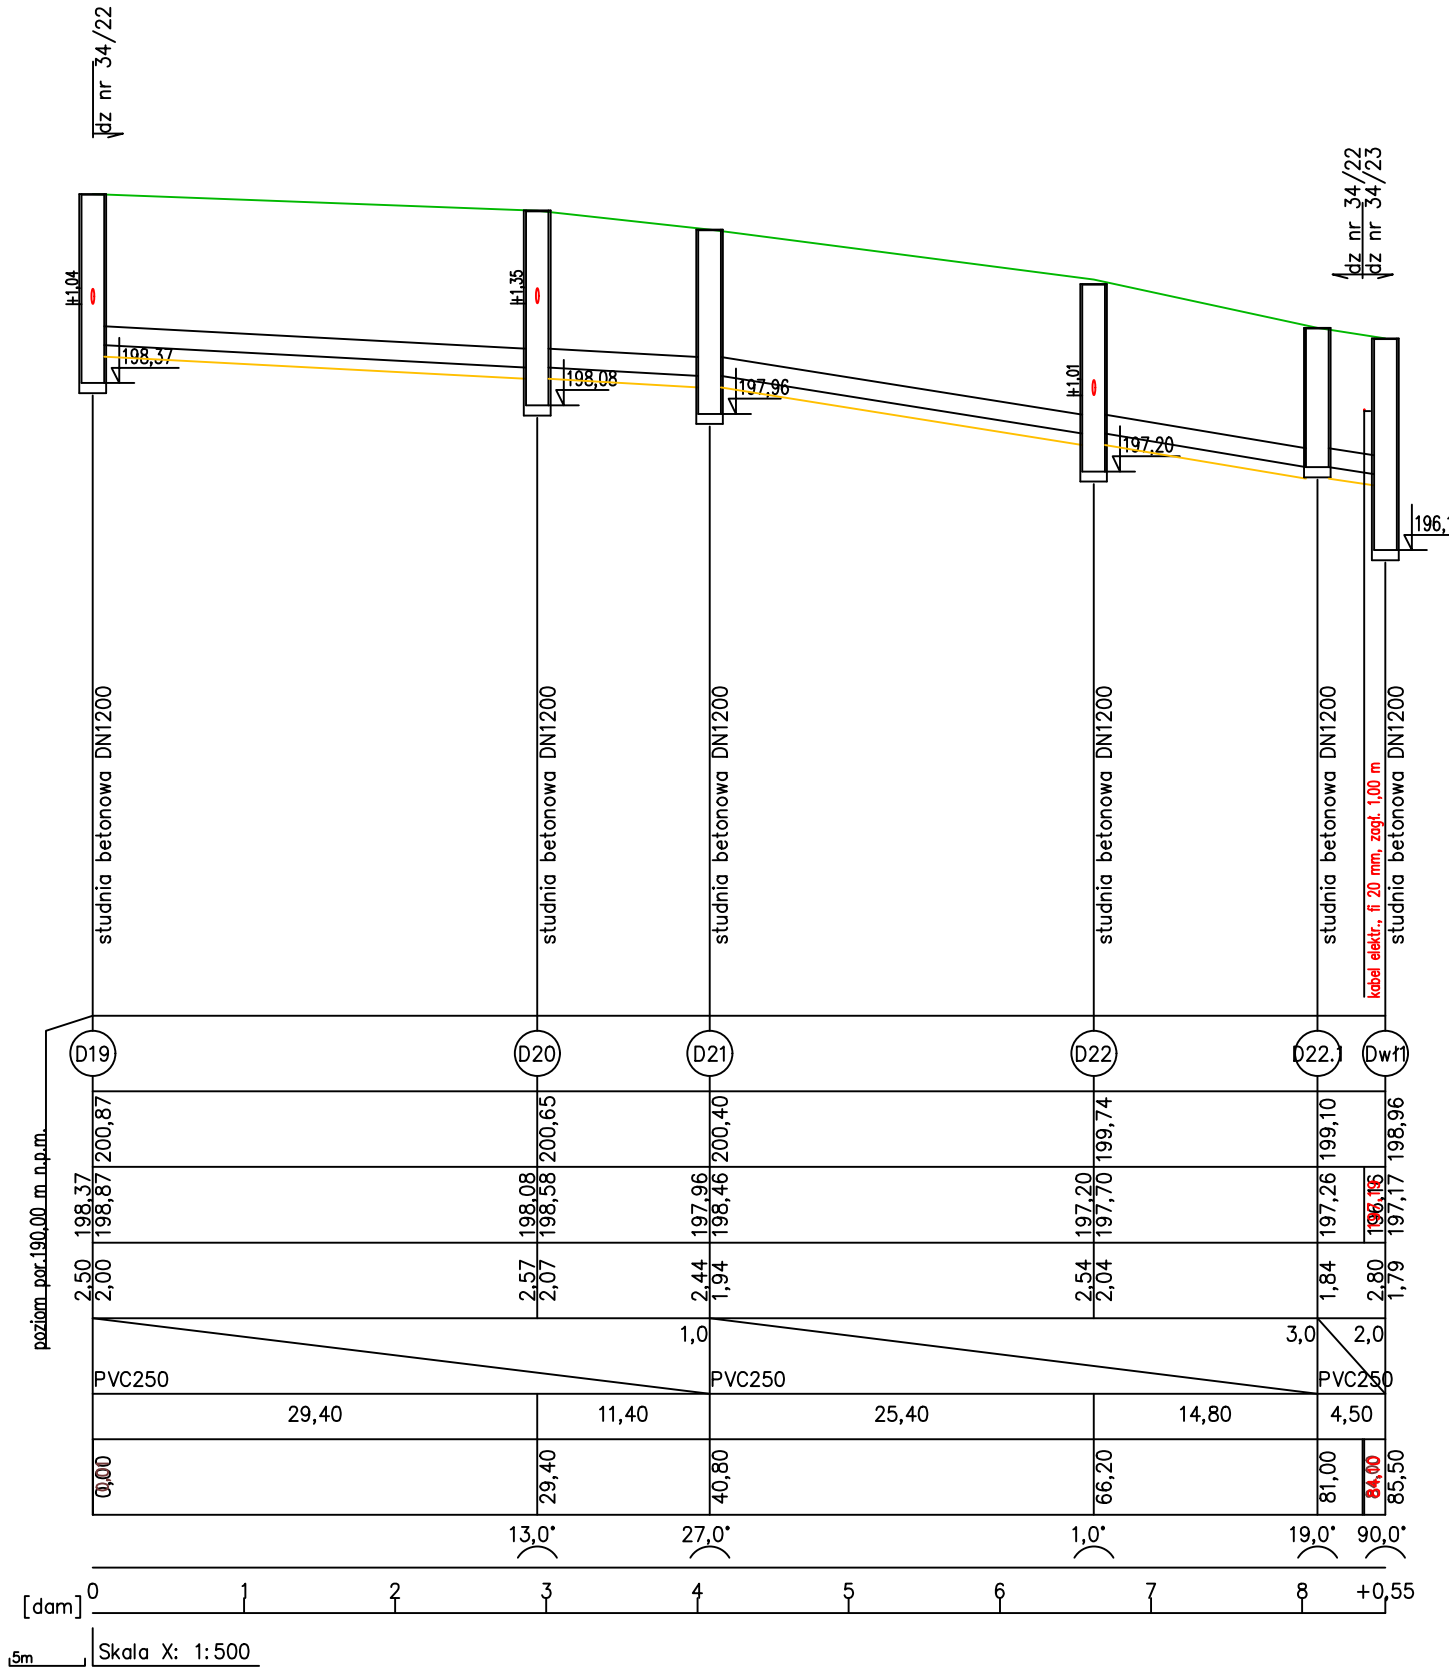 dz nr 34/22
dz nr 34/22
dz nr 34/23
H+1,04
H+1,35
H+1,01
198,37
198,08
197,96
197,20
196,1
studnia betonowa DN1200
studnia betonowa DN1200
studnia betonowa DN1200
studnia betonowa DN1200
studnia betonowa DN1200
kabel elektr., fi 20 mm, zagł. 1,00 m
studnia betonowa DN1200
poziom por.190,00 m n.p.m.
D19 D20 D21 D22 D22.1 Dwł1
200,87 200,65 200,40 199,74 199,10 198,96
198,37 198,87 198,08 198,58 197,96 198,46 197,20 197,70 197,26 197,17
2,50 2,00 2,57 2,07 2,44 1,94 2,54 2,04 1,84 2,80 1,79
1,0 3,0 2,0
PVC250 PVC250 PVC250
29,40 11,40 25,40 14,80 4,50
0,00 29,40 40,80 66,20 81,00 84,00 85,50
13,0° 27,0° 1,0° 19,0° 90,0°
[dam] 0 1 2 3 4 5 6 7 8 +0,55
5m
Skala X: 1:500